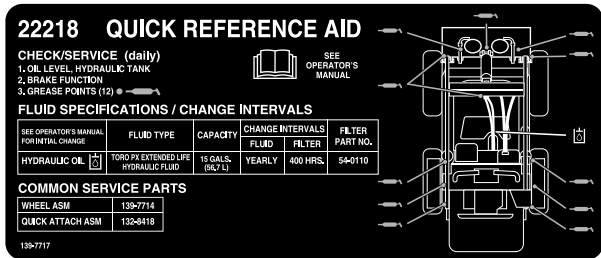 22218 QUICK REFERENCE AID
CHECK/SERVICE (daily)
1. OIL LEVEL, HYDRAULIC TANK
2. BRAKE FUNCTION
3. GREASE POINTS (12)
SEE
OPERATOR'S
MANUAL
FLUID SPECIFICATIONS / CHANGE INTERVALS
SEE OPERATOR'S MANUAL
FOR INITIAL CHANGE
FLUID TYPE
CAPACITY
CHANGE INTERVALS
FLUID
FILTER
FILTER
PART NO.
HYDRAULIC OIL
TORO PX EXTENDED LIFE
HYDRAULIC FLUID
15 GALS.
(56.7 L)
YEARLY
400 HRS.
54-0110
COMMON SERVICE PARTS
WHEEL ASM 139-7714
QUICK ATTACH ASM 132-8418
139-7717